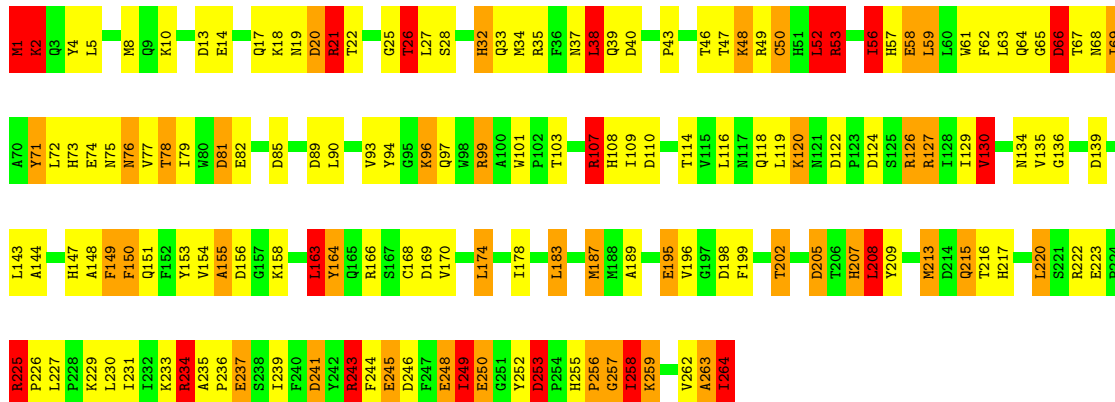 M1 K2 Q3 Y4 L5 M8 Q9 K10 D13 E14 Q17 K18 N19 D20 R21 T22 G25 T26 L27 S28 H32 Q33 M34 R35 F36 N37 L38 Q39 D40 P43 T46 T47 K48 R49 C50 H51 L52 R53 I56 H57 E58 L59 L60 W61 F62 L63 Q64 G65 D66 T67 N68 I69
A70 Y71 L72 H73 E74 N75 N76 V77 T78 I79 W80 D81 E82 D85 D89 L90 V93 Y94 G95 K96 Q97 W98 R99 A100 W101 P102 T103 R107 H108 I109 D110 T114 V115 L116 N117 Q118 L119 K120 N121 D122 P123 D124 S125 R126 R127 I128 I129 V130 N134 V135 G136 D139
L143 A144 H147 A148 F149 F150 Q151 F152 Y153 V154 A155 D156 G157 K158 L163 Y164 Q165 R166 S167 C168 D169 V170 L174 I178 L183 M187 M188 A189 E195 V196 G197 D198 F199 T202 D205 T206 H207 L208 Y209 M213 D214 Q215 T216 H217 L220 S221 R222 E223 P224
R225 P226 L227 P228 K229 L230 I231 I232 K233 R234 A235 P236 E237 S238 I239 F240 D241 Y242 R243 F244 E245 D246 F247 E248 I249 E250 G251 Y252 D253 P254 H255 P256 G257 I258 K259 V262 A263 I264